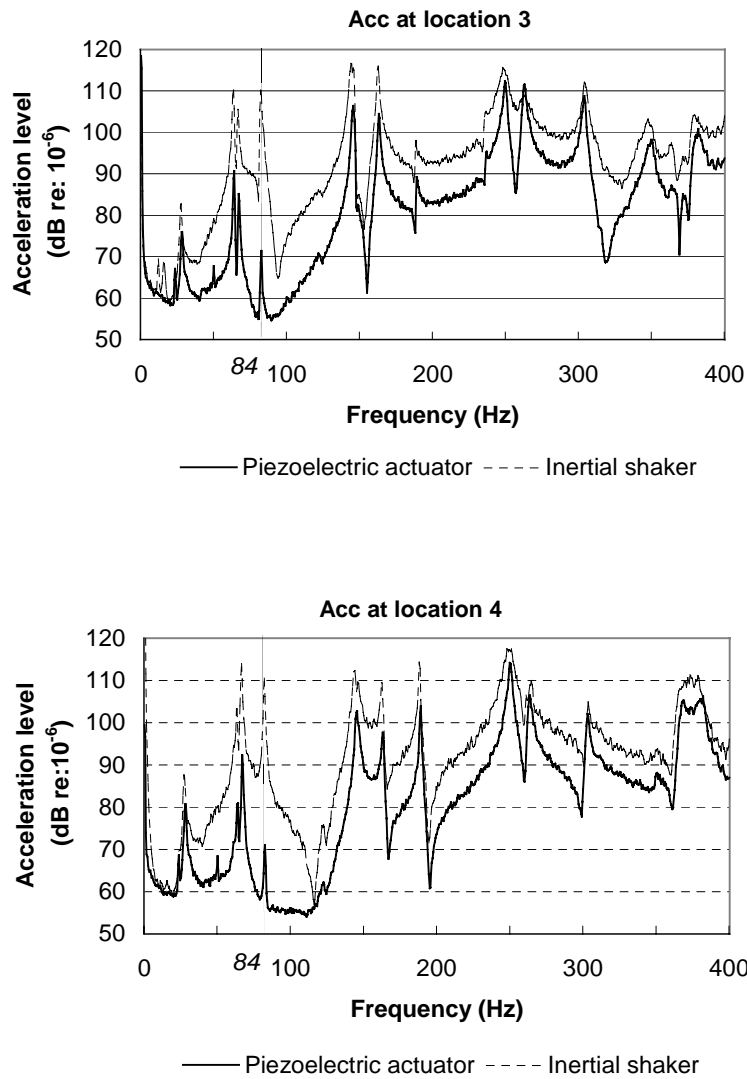 Acc at location 3
Acceleration level
(dB re: 10⁻⁶)
120
110
100
90
80
70
60
50
0
84
100
200
300
400
Frequency (Hz)
Piezoelectric actuator
Inertial shaker
Acc at location 4
Acceleration level
(dB re:10⁻⁶)
120
110
100
90
80
70
60
50
0
84
100
200
300
400
Frequency (Hz)
Piezoelectric actuator
Inertial shaker